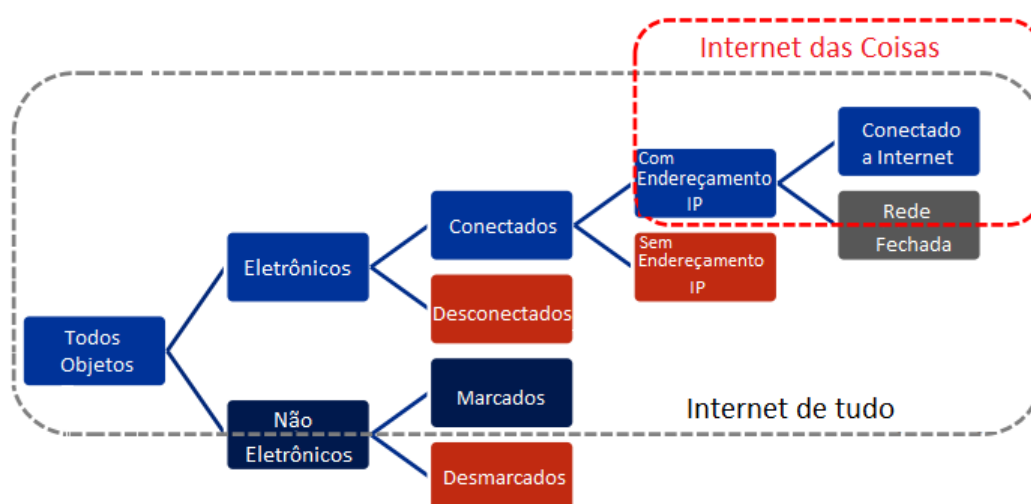 Internet das Coisas
Conectado
a Internet
Com
Endereçamento
IP
Rede
Fechada
Conectados
Sem
Endereçamento
IP
Eletrônicos
Desconectados
Todos
Objetos
Marcados
Internet de tudo
Não
Eletrônicos
Desmarcados